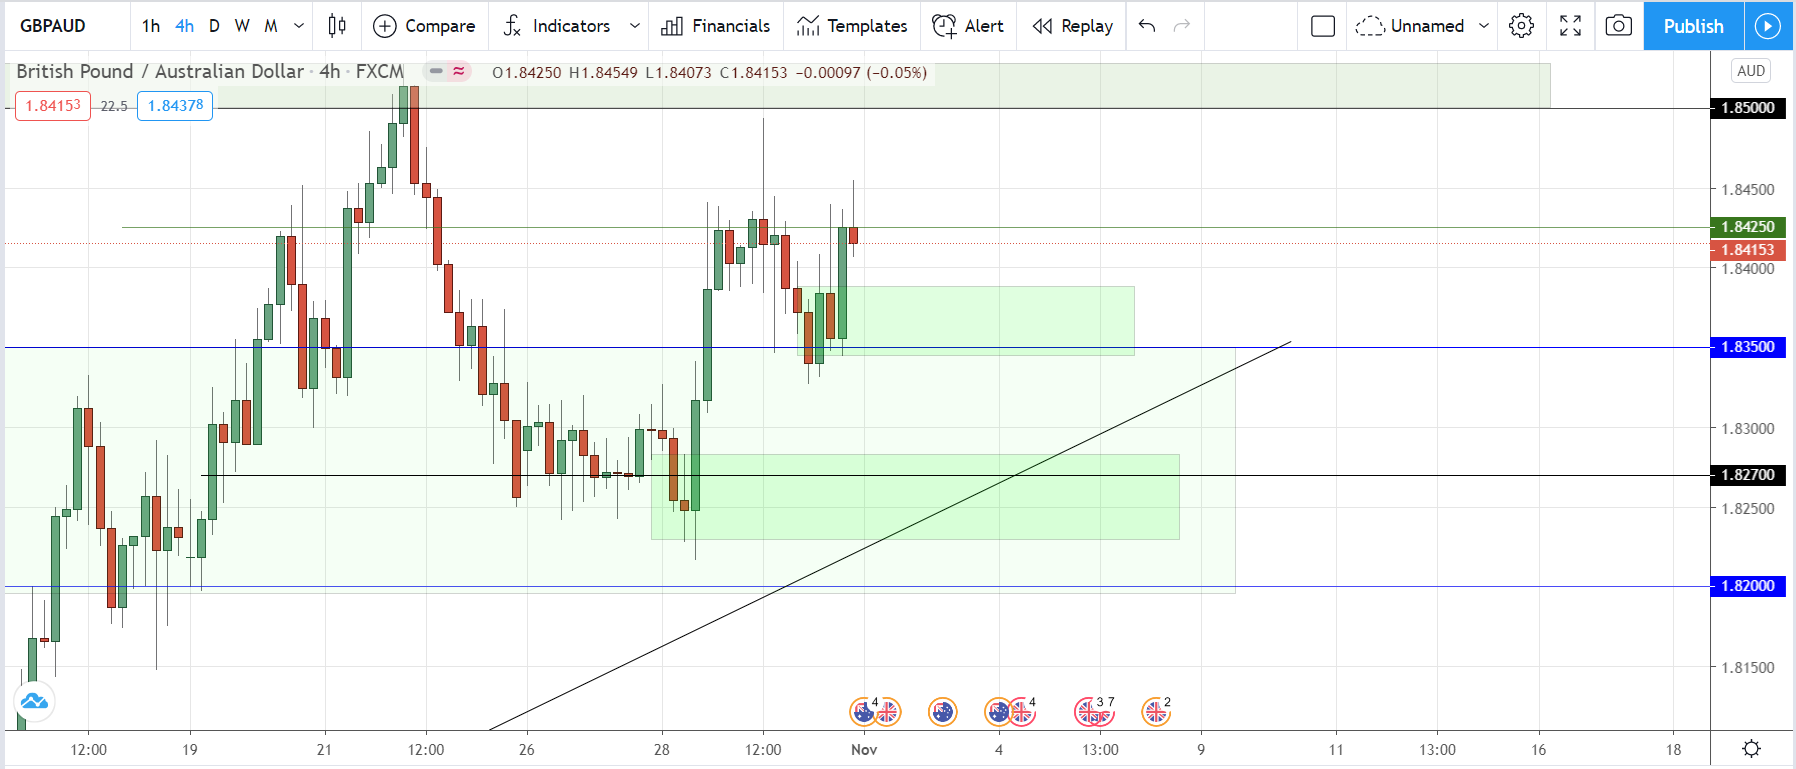 GBPAUD 1h 4h D W M Compare Indicators Financials Templates Alert Replay Unnamed Publish
British Pound / Australian Dollar · 4h · FXCM O1.84250 H1.84549 L1.84073 C1.84153 −0.00097 (−0.05%)
AUD
1.84153 22.5 1.84378
1.85000
1.84500
1.84250
1.84153
1.84000
1.83500
1.83000
1.82700
1.82500
1.82000
1.81500
4 4 3 7 2
12:00 19 21 12:00 26 28 12:00 Nov 4 13:00 9 11 13:00 16 18